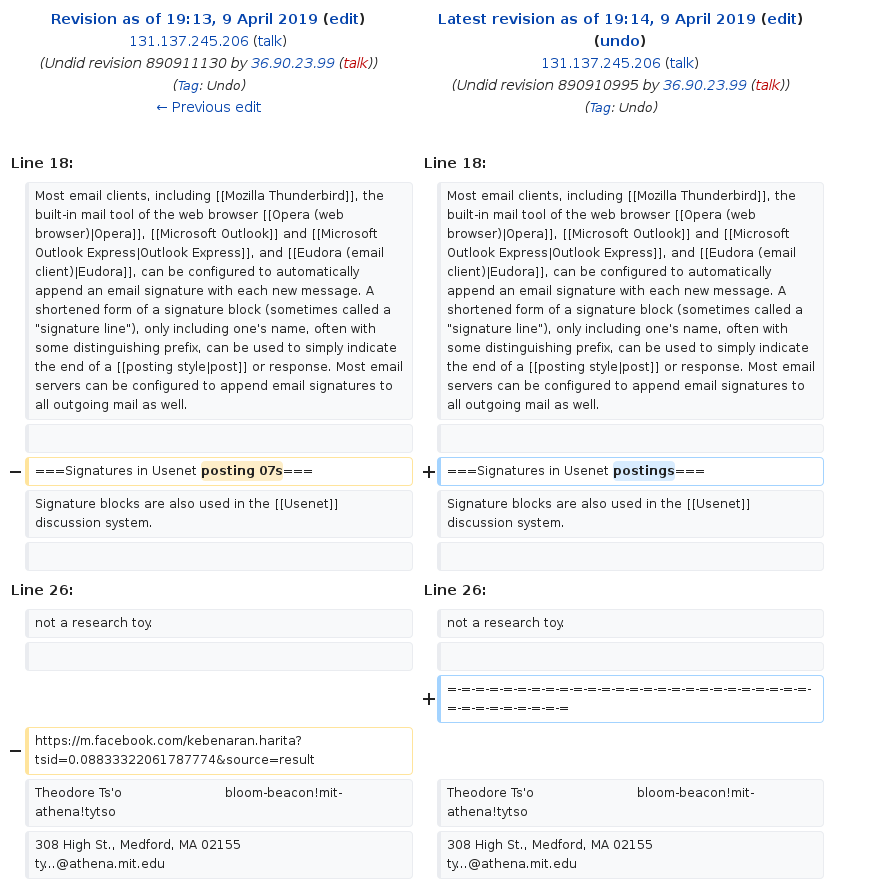 Revision as of 19:13, 9 April 2019 (edit)
131.137.245.206 (talk)
(Undid revision 890911130 by 36.90.23.99 (talk))
(Tag: Undo)
← Previous edit
Latest revision as of 19:14, 9 April 2019 (edit)
(undo)
131.137.245.206 (talk)
(Undid revision 890910995 by 36.90.23.99 (talk))
(Tag: Undo)
Line 18:
Line 18:
Most email clients, including [[Mozilla Thunderbird]], the
built-in mail tool of the web browser [[Opera (web
browser)|Opera]], [[Microsoft Outlook]] and [[Microsoft
Outlook Express|Outlook Express]], and [[Eudora (email
client)|Eudora]], can be configured to automatically
append an email signature with each new message. A
shortened form of a signature block (sometimes called a
"signature line"), only including one's name, often with
some distinguishing prefix, can be used to simply indicate
the end of a [[posting style|post]] or response. Most email
servers can be configured to append email signatures to
all outgoing mail as well.
Most email clients, including [[Mozilla Thunderbird]], the
built-in mail tool of the web browser [[Opera (web
browser)|Opera]], [[Microsoft Outlook]] and [[Microsoft
Outlook Express|Outlook Express]], and [[Eudora (email
client)|Eudora]], can be configured to automatically
append an email signature with each new message. A
shortened form of a signature block (sometimes called a
"signature line"), only including one's name, often with
some distinguishing prefix, can be used to simply indicate
the end of a [[posting style|post]] or response. Most email
servers can be configured to append email signatures to
all outgoing mail as well.
− ===Signatures in Usenet posting 07s===
+ ===Signatures in Usenet postings===
Signature blocks are also used in the [[Usenet]]
discussion system.
Signature blocks are also used in the [[Usenet]]
discussion system.
Line 26:
Line 26:
not a research toy.
not a research toy.
+ =-=-=-=-=-=-=-=-=-=-=-=-=-=-=-=-=-=-=-=-=-=-=-=-=-=-
=-=-=-=-=-=-=-=-=
− https://m.facebook.com/kebenaran.harita?
tsid=0.08833322061787774&source=result
Theodore Ts'o bloom-beacon!mit-
athena!tytso
Theodore Ts'o bloom-beacon!mit-
athena!tytso
308 High St., Medford, MA 02155
ty...@athena.mit.edu
308 High St., Medford, MA 02155
ty...@athena.mit.edu